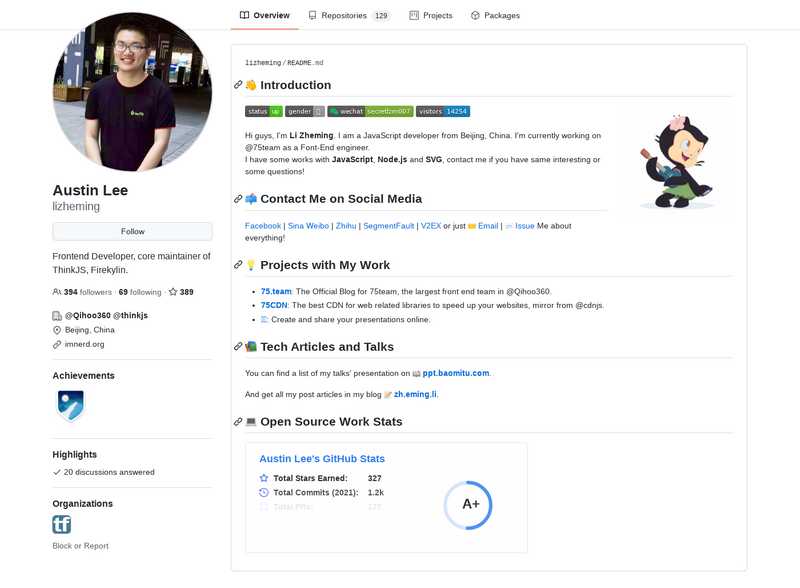 Overview
Repositories 129
Projects
Packages
Austin Lee
lizheming
Follow
Frontend Developer, core maintainer of
ThinkJS, Firekylin.
394 followers · 69 following · 389
@Qihoo360 @thinkjs
Beijing, China
imnerd.org
Achievements
Highlights
20 discussions answered
Organizations
tf
Block or Report
lizheming/README.md
👋 Introduction
status up gender wechat secretlzm007 visitors 14254
Hi guys, I'm Li Zheming. I am a JavaScript developer from Beijing, China. I'm currently working on
@75team as a Font-End engineer.
I have some works with JavaScript, Node.js and SVG, contact me if you have same interesting or
some questions!
📫 Contact Me on Social Media
Facebook | Sina Weibo | Zhihu | SegmentFault | V2EX or just 📧 Email | Issue Me about
everything!
💡 Projects with My Work
• 75.team: The Official Blog for 75team, the largest front end team in @Qihoo360.
• 75CDN: The best CDN for web related libraries to speed up your websites, mirror from @cdnjs.
• Create and share your presentations online.
📚 Tech Articles and Talks
You can find a list of my talks' presentation on 📖 ppt.baomitu.com.
And get all my post articles in my blog 📝 zh.eming.li.
💻 Open Source Work Stats
Austin Lee's GitHub Stats
Total Stars Earned: 327
Total Commits (2021): 1.2k
Total PRs:
A+